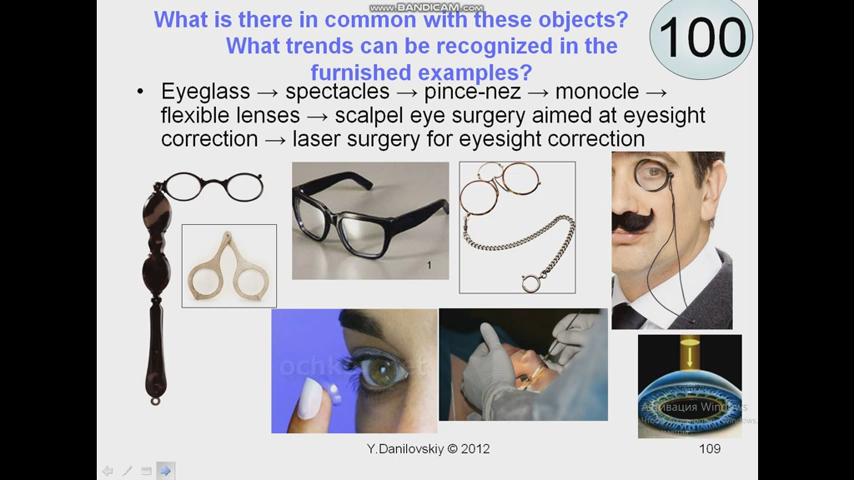 www.BANDICAM.com
What is there in common with these objects?
What trends can be recognized in the
furnished examples?
100
• Eyeglass → spectacles → pince-nez → monocle →
flexible lenses → scalpel eye surgery aimed at eyesight
correction → laser surgery for eyesight correction
1
Активация Windows
Y.Danilovskiy © 2012
109